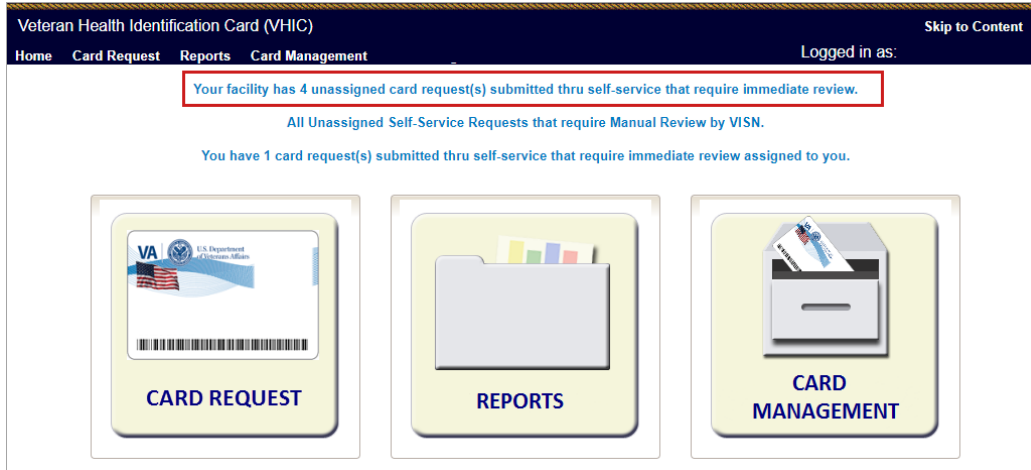 Veteran Health Identification Card (VHIC)
Skip to Content
Home Card Request Reports Card Management
Logged in as:
Your facility has 4 unassigned card request(s) submitted thru self-service that require immediate review.
All Unassigned Self-Service Requests that require Manual Review by VISN.
You have 1 card request(s) submitted thru self-service that require immediate review assigned to you.
VA
U.S. Department
of Veterans Affairs
CARD REQUEST
REPORTS
VA
CARD
MANAGEMENT